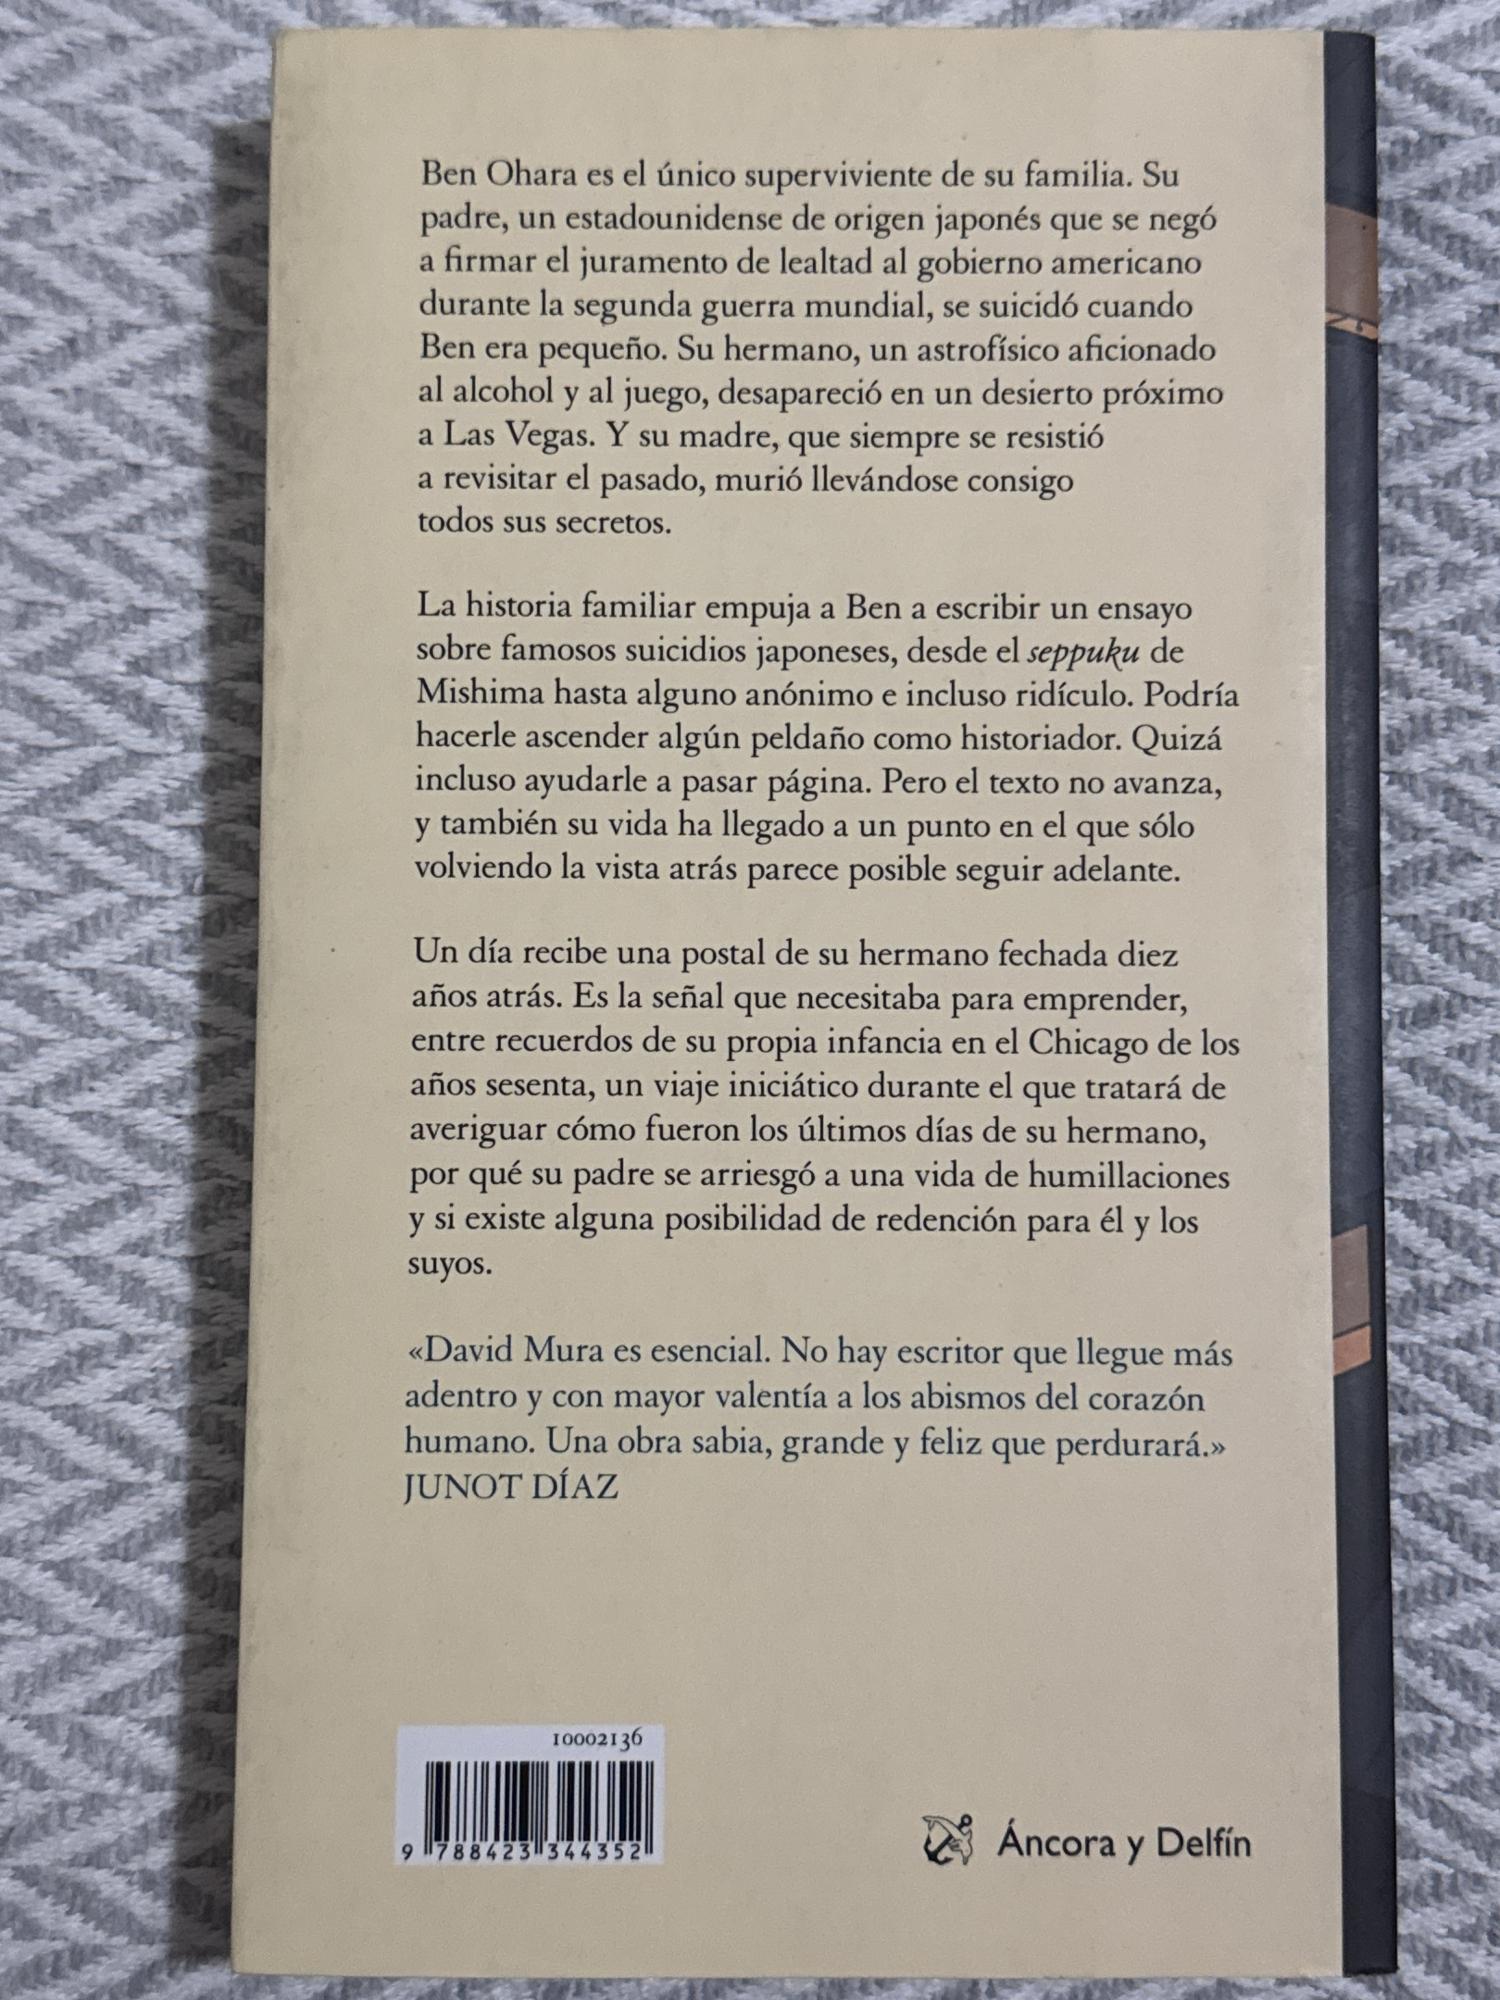 Ben Ohara es el único superviviente de su familia. Su
padre, un estadounidense de origen japonés que se negó
a firmar el juramento de lealtad al gobierno americano
durante la segunda guerra mundial, se suicidó cuando
Ben era pequeño. Su hermano, un astrofísico aficionado
al alcohol y al juego, desapareció en un desierto próximo
a Las Vegas. Y su madre, que siempre se resistió
a revisitar el pasado, murió llevándose consigo
todos sus secretos.
La historia familiar empuja a Ben a escribir un ensayo
sobre famosos suicidios japoneses, desde el seppuku de
Mishima hasta alguno anónimo e incluso ridículo. Podría
hacerle ascender algún peldaño como historiador. Quizá
incluso ayudarle a pasar página. Pero el texto no avanza,
y también su vida ha llegado a un punto en el que sólo
volviendo la vista atrás parece posible seguir adelante.
Un día recibe una postal de su hermano fechada diez
años atrás. Es la señal que necesitaba para emprender,
entre recuerdos de su propia infancia en el Chicago de los
años sesenta, un viaje iniciático durante el que tratará de
averiguar cómo fueron los últimos días de su hermano,
por qué su padre se arriesgó a una vida de humillaciones
y si existe alguna posibilidad de redención para él y los
suyos.
«David Mura es esencial. No hay escritor que llegue más
adentro y con mayor valentía a los abismos del corazón
humano. Una obra sabia, grande y feliz que perdurará.»
JUNOT DÍAZ
10002136
9 788423 344352
Áncora y Delfín